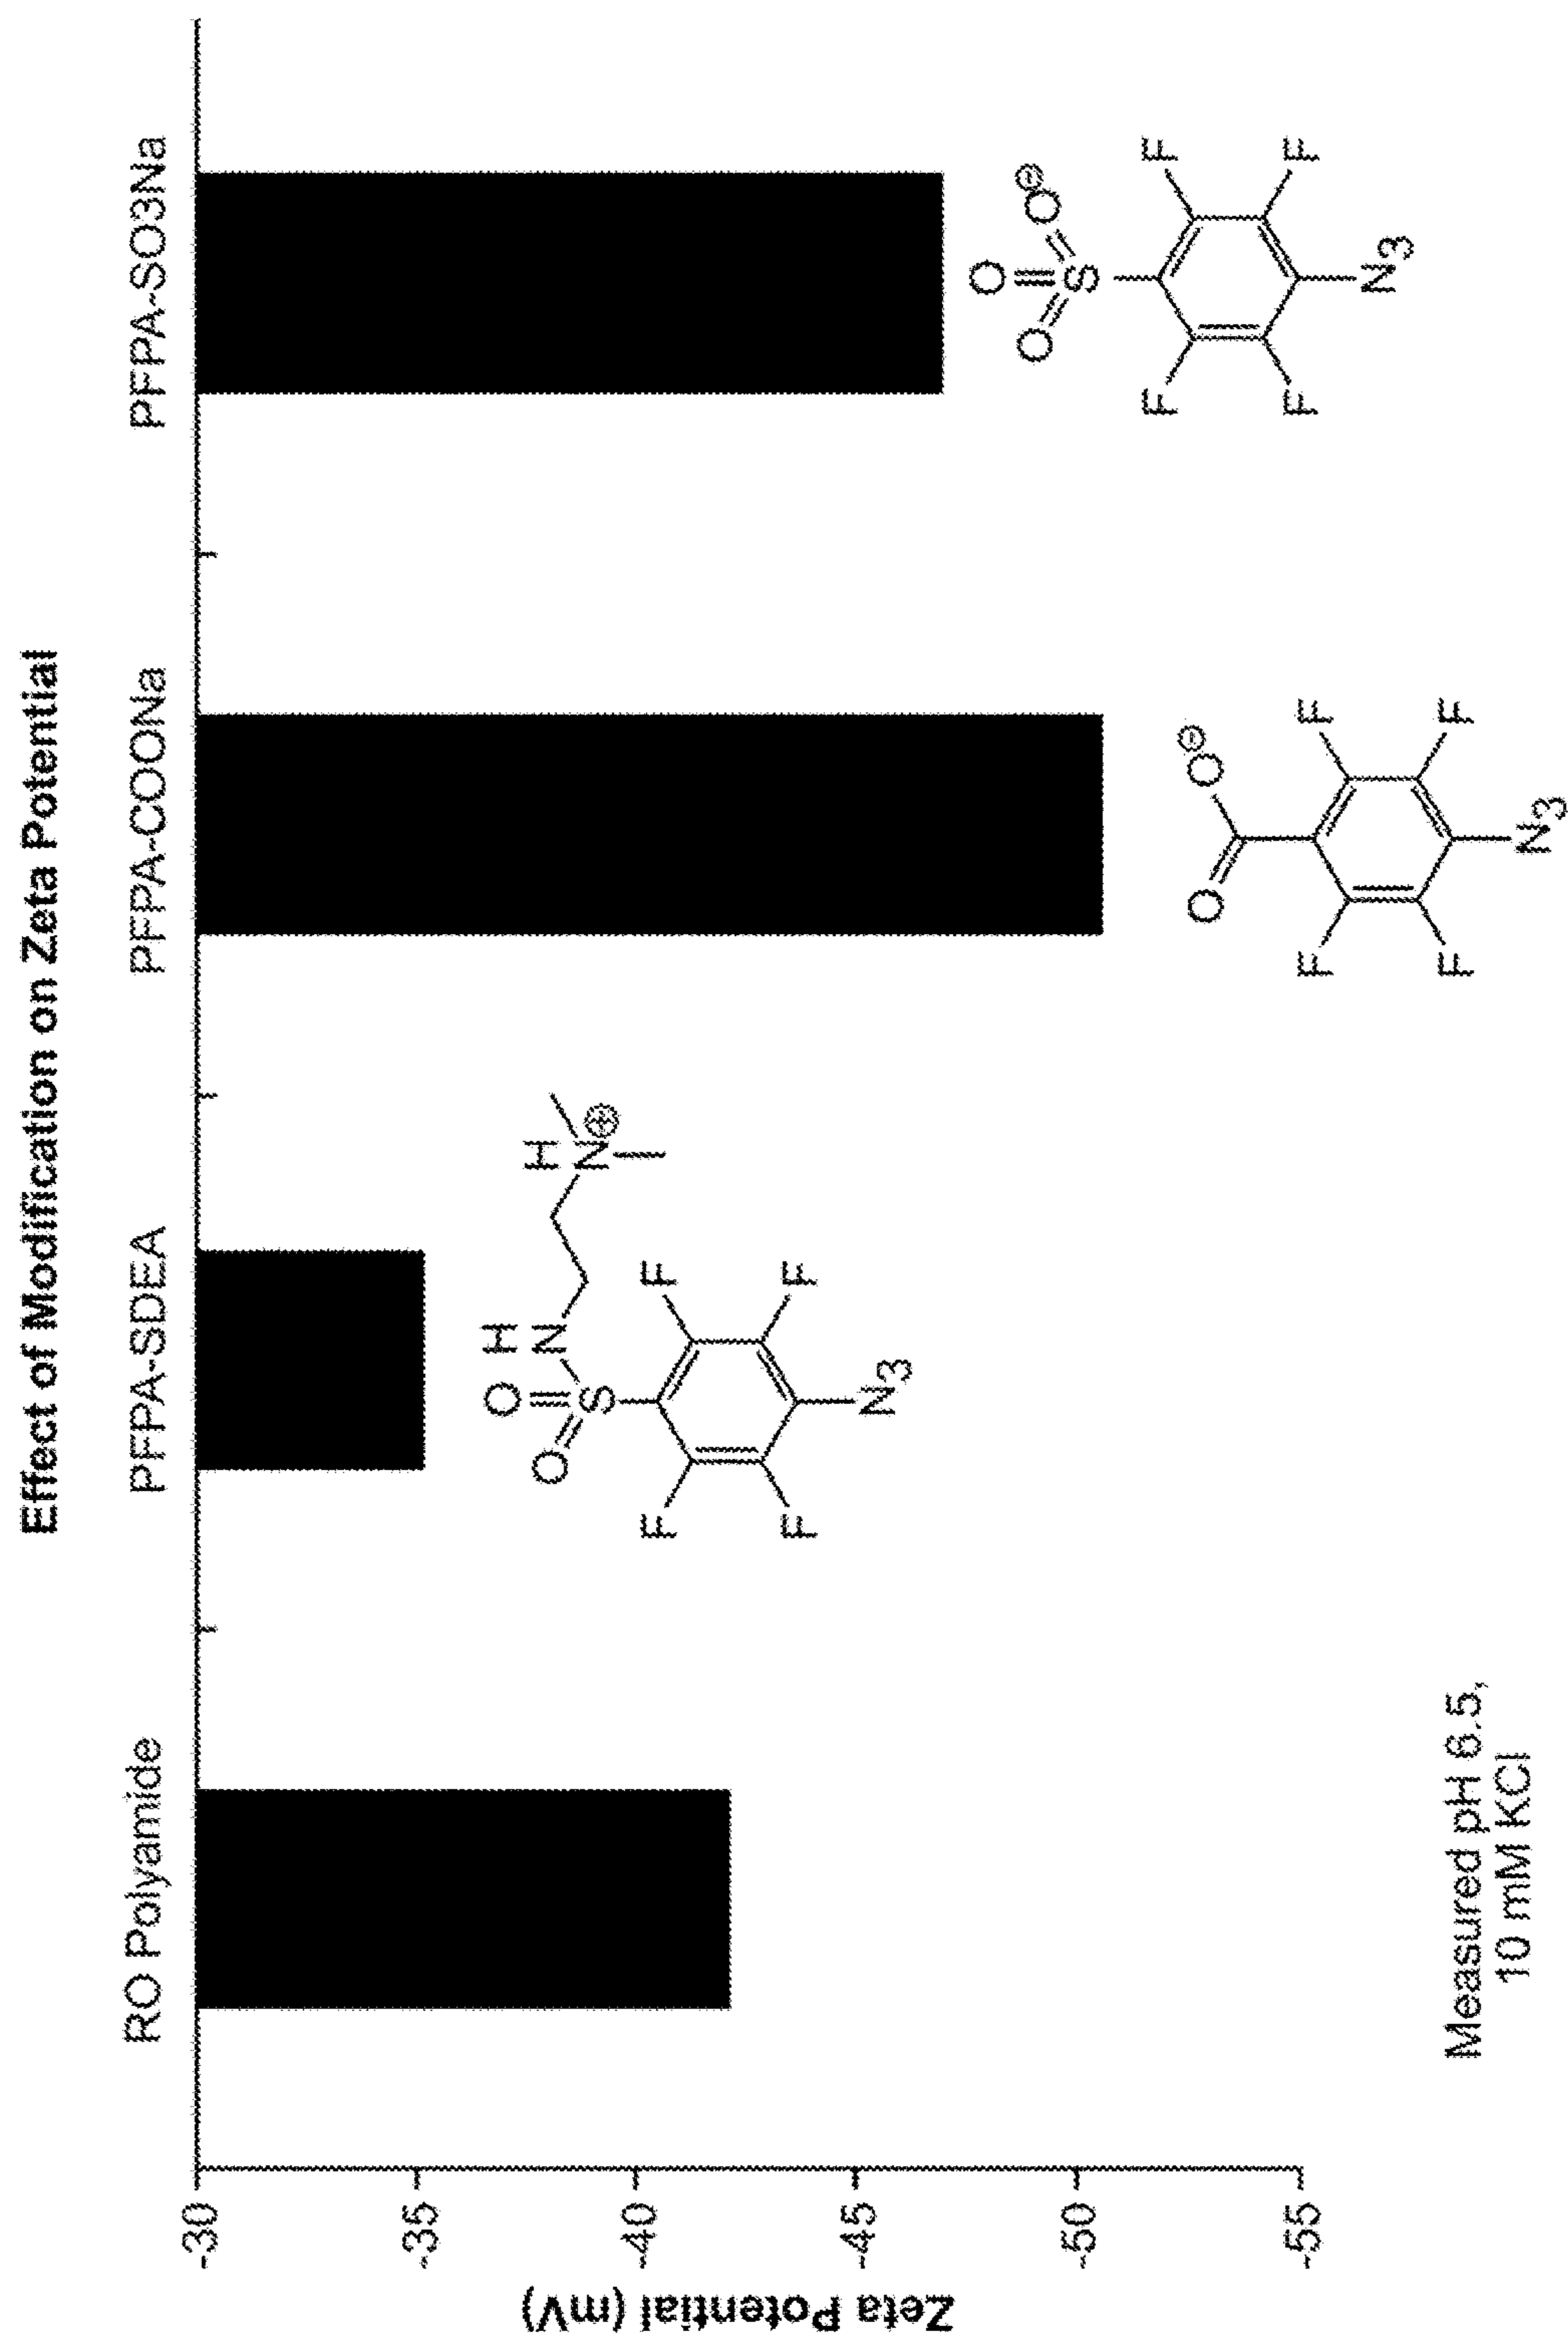 Effect of Modification on Zeta Potential
RO Polyamide
PFPA-SDEA
PFPA-COONa
PFPA-SO3Na
Zeta Potential (mV)
-30
-35
-40
-45
-50
-55
O
O
S
H
N
H
N
⊕
F
F
F
F
N3
O
O
⊖
F
F
F
F
N3
O
O
S
O
⊖
F
F
F
F
N3
Measured pH 6.5,
10 mM KCl